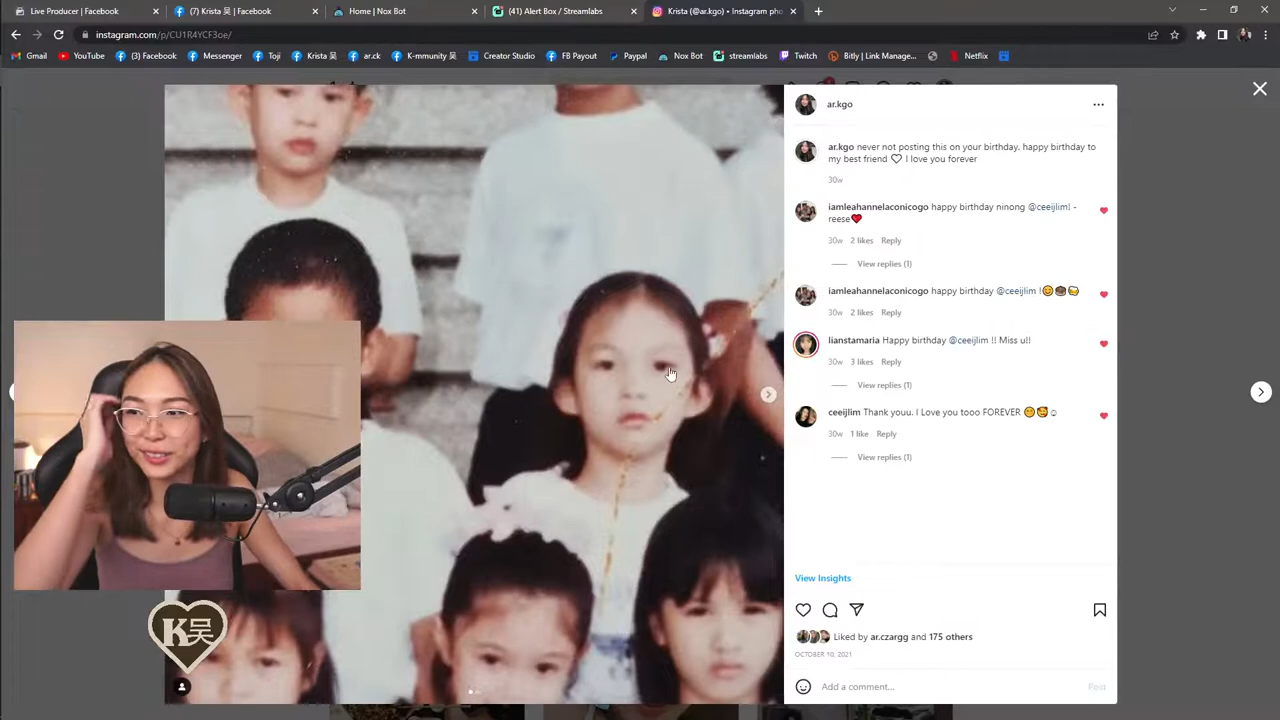 Live Producer | Facebook
(7) Krista 吴 | Facebook
Home | Nox Bot
(41) Alert Box / Streamlabs
Krista (@ar.kgo) • Instagram pho
instagram.com/p/CU1R4YCF3oe/
Gmail YouTube (3) Facebook Messenger Toji Krista 吴 ar.ck K-mmunity 吴 Creator Studio FB Payout Paypal Nox Bot streamlabs Twitch Bitly | Link Manage... Netflix
ar.kgo
ar.kgo never not posting this on your birthday, happy birthday to
my best friend ♡ I love you forever
30w
iamleahannelaconicogo happy birthday ninong @ceeijlim! -
reese❤
30w 2 likes Reply
View replies (1)
iamleahannelaconicogo happy birthday @ceeijlim !😊🍩🍻
30w 2 likes Reply
lianstamaria Happy birthday @ceeijlim !! Miss u!!
30w 3 likes Reply
View replies (1)
ceeijlim Thank youu. I Love you tooo FOREVER 😙🥰☺
30w 1 like Reply
View replies (1)
View Insights
Liked by ar.czargg and 175 others
OCTOBER 10, 2021
Add a comment...
Post
K吴